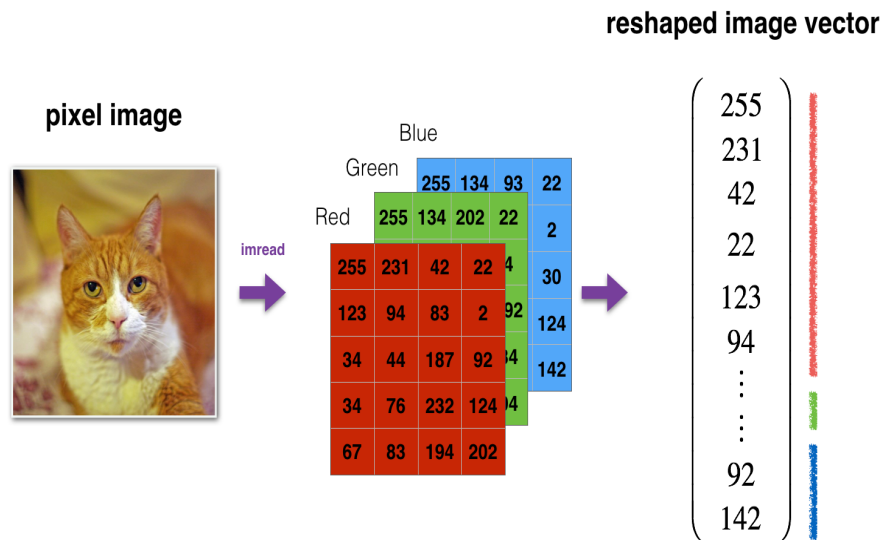 reshaped image vector
pixel image
Blue
Green
Red
imread
255 134 93 22
2
30
124
142
255 134 202 22
4
92
34
94
255 231 42 22
123 94 83 2
34 44 187 92
34 76 232 124
67 83 194 202
255
231
42
22
123
94
92
142